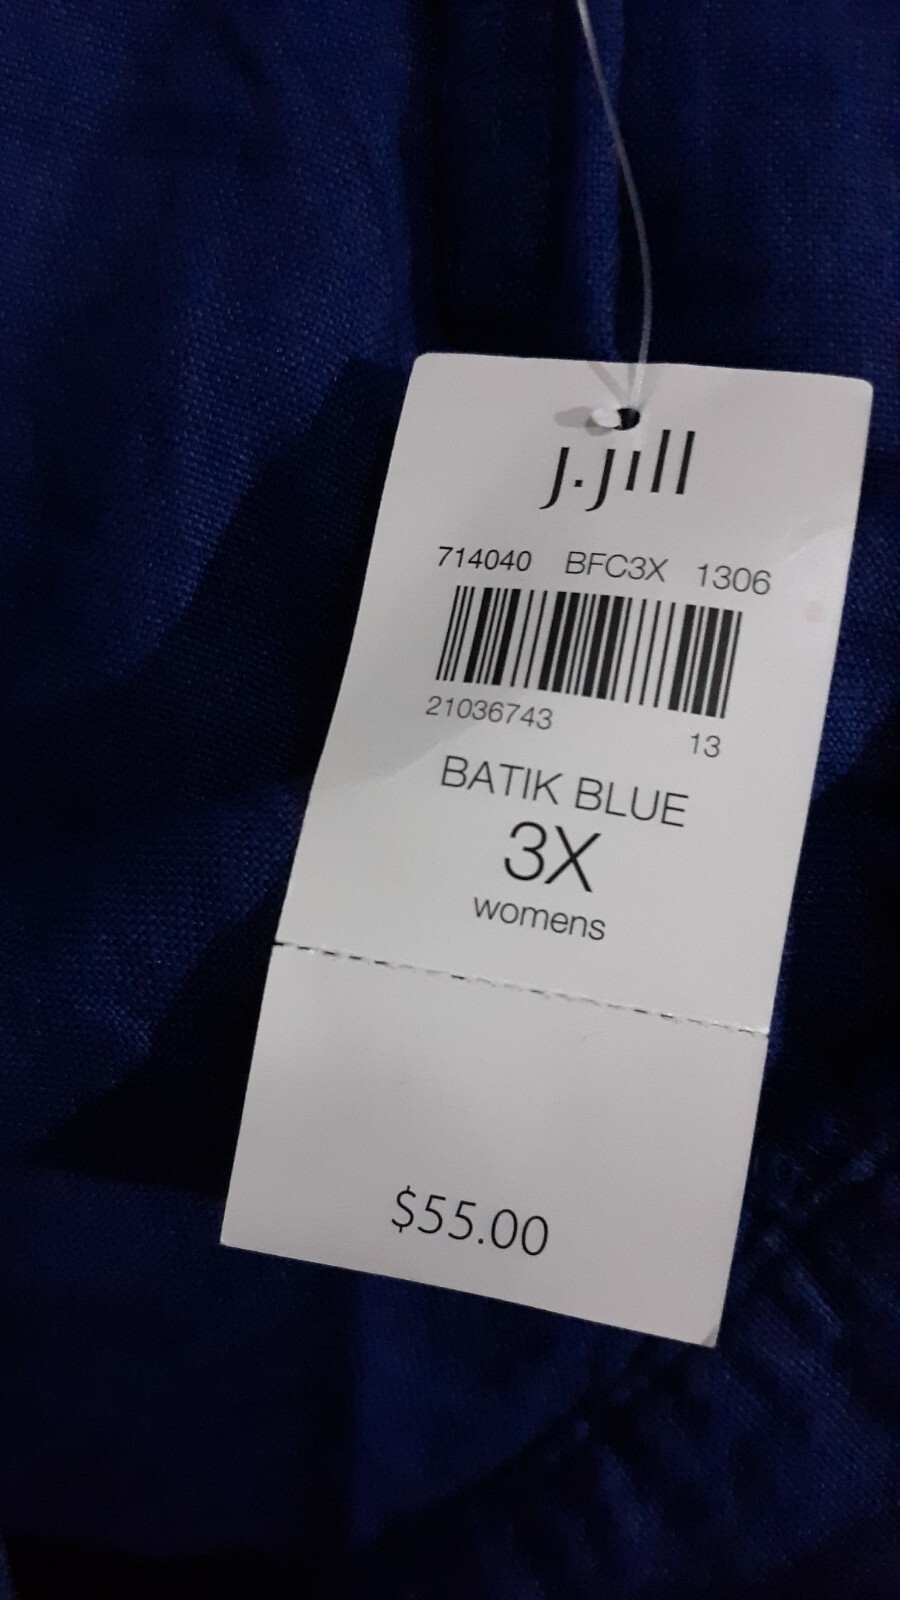 J.Jill
714040 BFC3X 1306
21036743
13
BATIK BLUE
3X
womens
$55.00